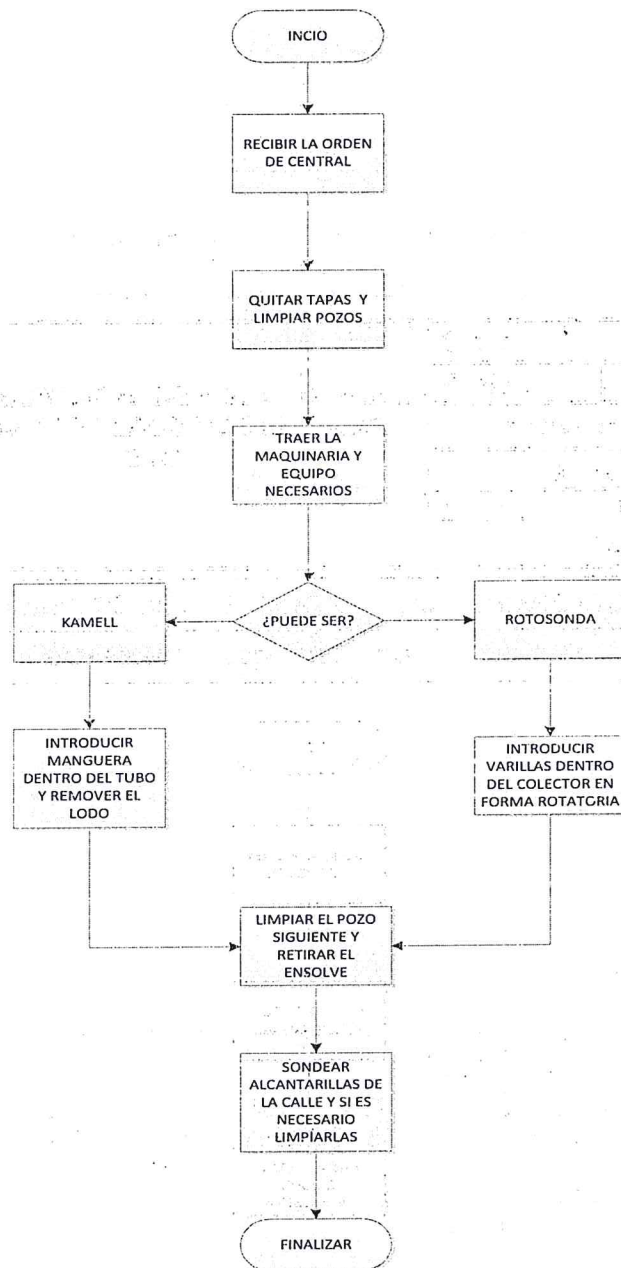 INCIO
RECIBIR LA ORDEN
DE CENTRAL
QUITAR TAPAS Y
LIMPIAR POZOS
TRAER LA
MAQUINARIA Y
EQUIPO
NECESARIOS
¿PUEDE SER?
KAMELL
ROTOSONDA
INTRODUCIR
MANGUERA
DENTRO DEL TUBO
Y REMOVER EL
LODO
INTRODUCIR
VARILLAS DENTRO
DEL COLECTOR EN
FORMA ROTATORIA
LIMPIAR EL POZO
SIGUIENTE Y
RETIRAR EL
ENSOLVE
SONDEAR
ALCANTARILLAS DE
LA CALLE Y SI ES
NECESARIO
LIMPÍARLAS
FINALIZAR